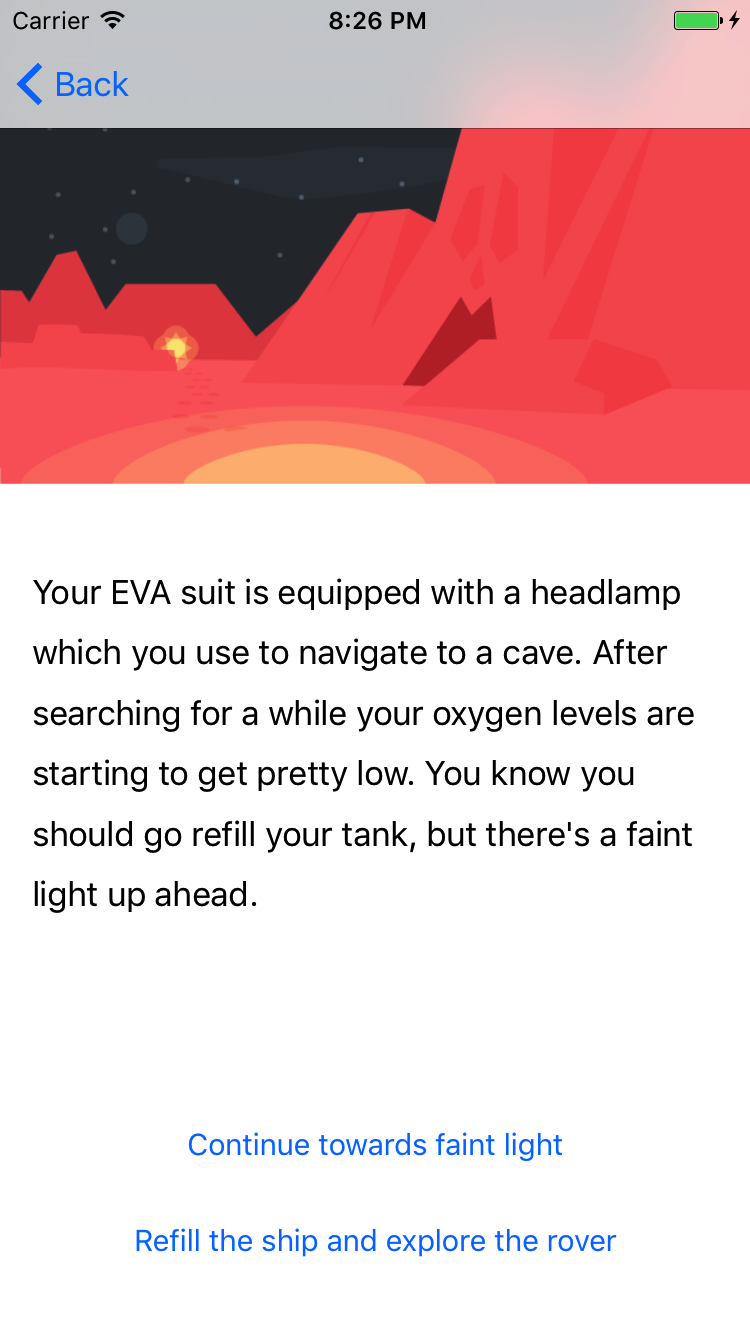 Carrier 8:26 PM
Back
Your EVA suit is equipped with a headlamp
which you use to navigate to a cave. After
searching for a while your oxygen levels are
starting to get pretty low. You know you
should go refill your tank, but there's a faint
light up ahead.
Continue towards faint light
Refill the ship and explore the rover